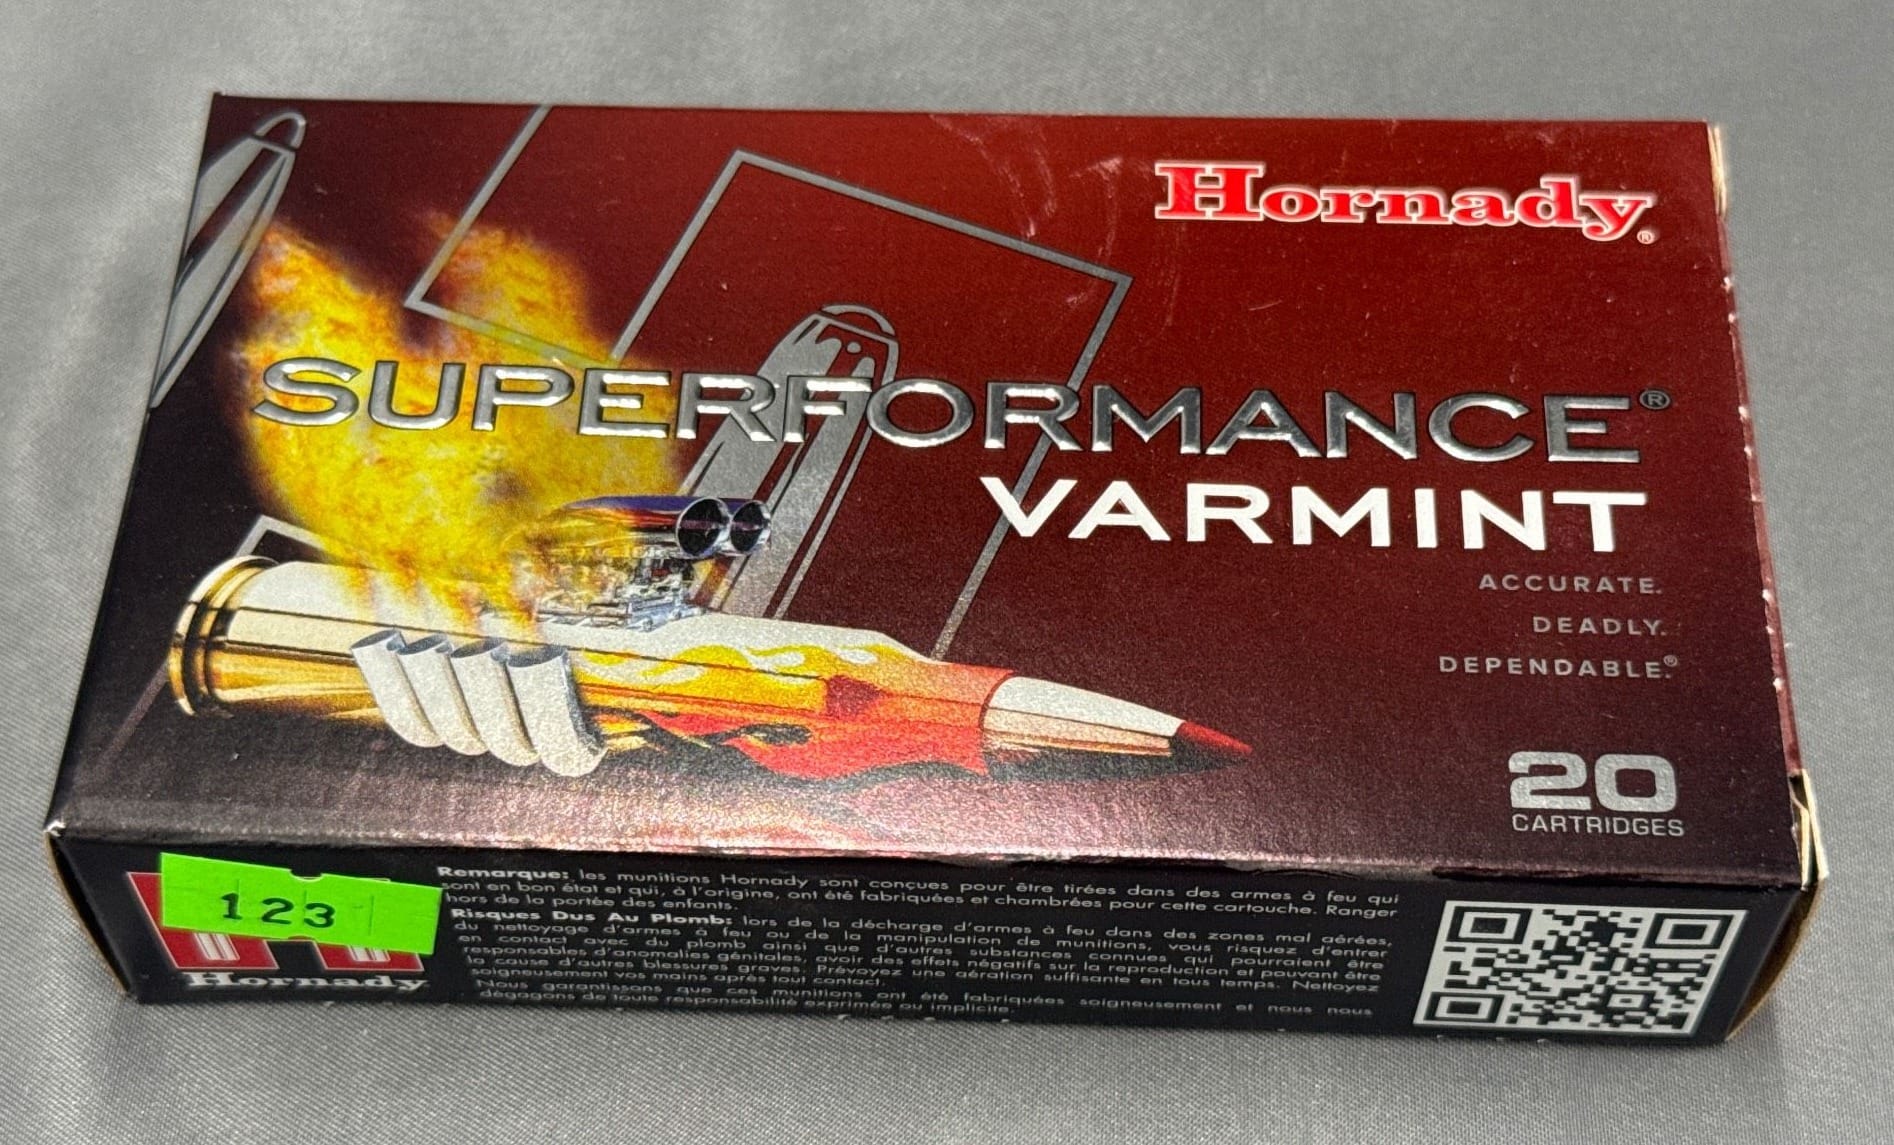 Hornady®
SUPERFORMANCE®
VARMINT
ACCURATE.
DEADLY.
DEPENDABLE.®
20
CARTRIDGES
123
Hornady
Remarque: les munitions Hornady sont conçues pour être tirées dans des armes à feu qui
sont en bon état et qui, à l'origine, ont été fabriquées et chambrées pour cette cartouche. Ranger
hors de la portée des enfants.
Risques Dus Au Plomb: lors de la décharge d'armes à feu dans des zones mal aérées,
du nettoyage d'armes à feu ou de la manipulation de munitions, vous risquez d'entrer
en contact avec du plomb ainsi que d'autres substances connues qui pourraient être
responsables d'anomalies génitales, avoir des effets négatifs sur la reproduction et pouvant être
la cause d'autres blessures graves. Prévoyez une aération suffisante en tous temps. Nettoyez
soigneusement vos mains après tout contact.
Nous garantissons que ces munitions ont été fabriquées soigneusement et nous nous
dégageons de toute responsabilité exprimée ou implicite.